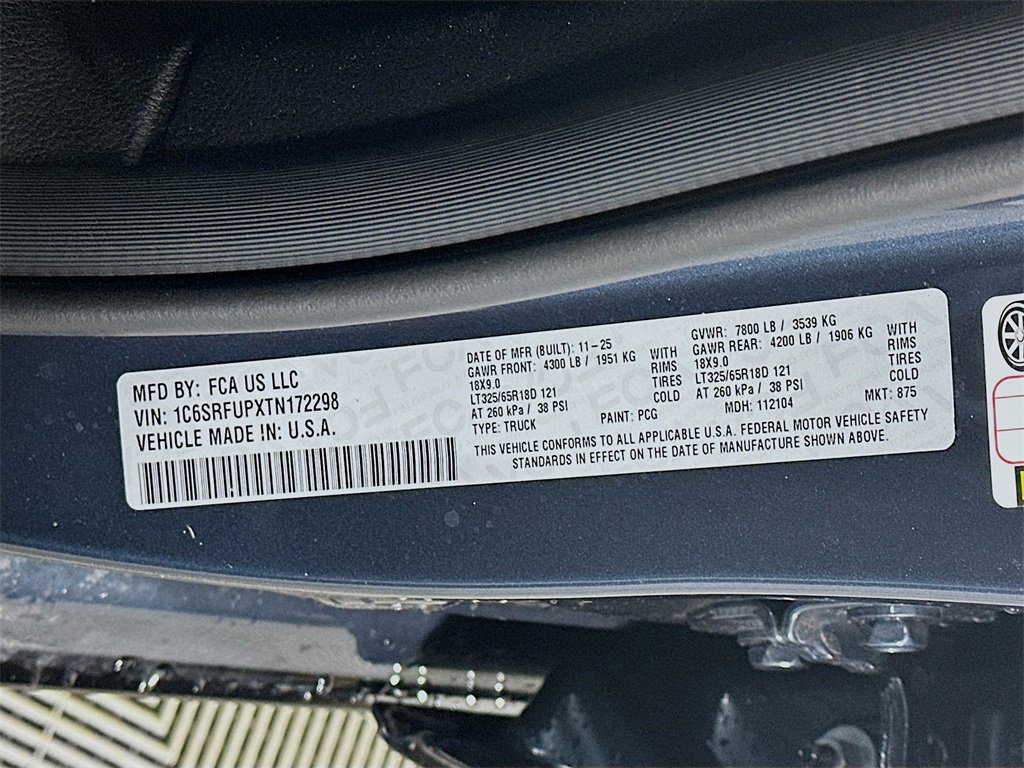 MFD BY: FCA US LLC
VIN: 1C6SRFUPXTN172298
VEHICLE MADE IN: U.S.A.
DATE OF MFR (BUILT): 11-25
GAWR FRONT: 4300 LB / 1951 KG WITH
18X9.0 RIMS
LT325/65R18D 121 TIRES
AT 260 kPa / 38 PSI COLD
TYPE: TRUCK PAINT: PCG
GVWR: 7800 LB / 3539 KG
GAWR REAR: 4200 LB / 1906 KG WITH
18X9.0 RIMS
LT325/65R18D 121 TIRES
AT 260 kPa / 38 PSI COLD
MDH: 112104 MKT: 875
THIS VEHICLE CONFORMS TO ALL APPLICABLE U.S.A. FEDERAL MOTOR VEHICLE SAFETY
STANDARDS IN EFFECT ON THE DATE OF MANUFACTURE SHOWN ABOVE.